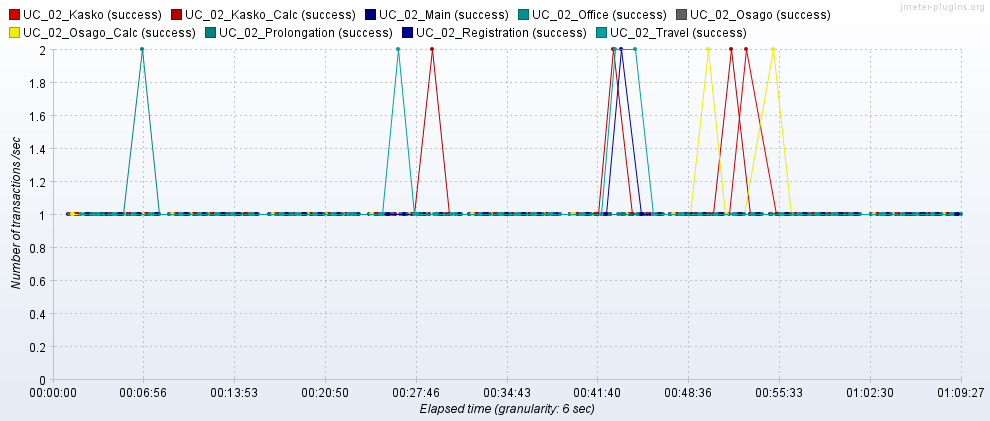 jmeter-plugins.org
UC_02_Kasko (success) UC_02_Kasko_Calc (success) UC_02_Main (success) UC_02_Office (success) UC_02_Osago (success)
UC_02_Osago_Calc (success) UC_02_Prolongation (success) UC_02_Registration (success) UC_02_Travel (success)
Number of transactions /sec
2
1.8
1.6
1.4
1.2
1
0.8
0.6
0.4
0.2
0
00:00:00 00:06:56 00:13:53 00:20:50 00:27:46 00:34:43 00:41:40 00:48:36 00:55:33 01:02:30 01:09:27
Elapsed time (granularity: 6 sec)